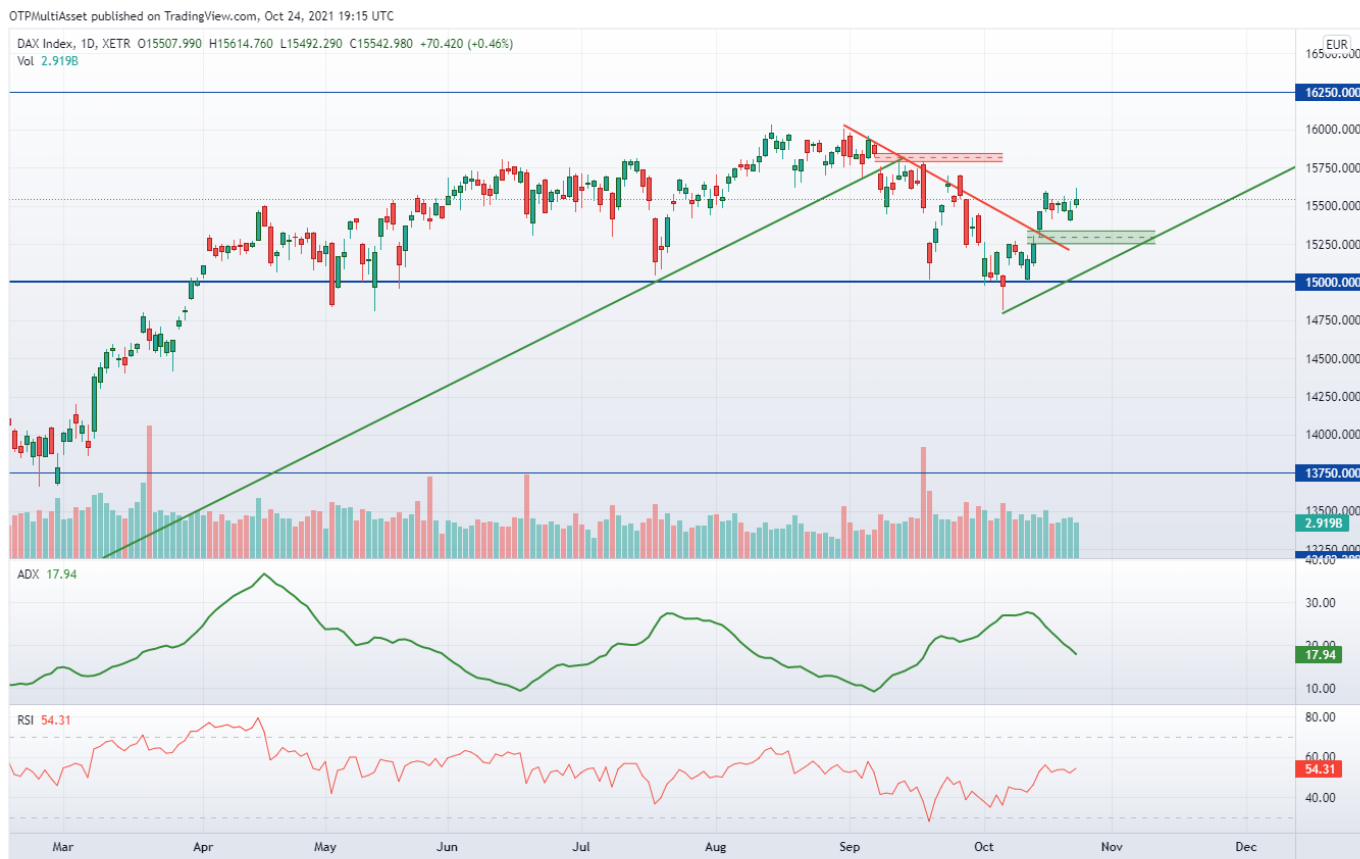 OTPMultiAsset published on TradingView.com, Oct 24, 2021 19:15 UTC
DAX Index, 1D, XETR O15507.990 H15614.760 L15492.290 C15542.980 +70.420 (+0.46%)
Vol 2.919B
EUR
16250.000
16000.000
15750.000
15500.000
15250.000
15000.000
14750.000
14500.000
14250.000
14000.000
13750.000
13500.000
2.919B
13250.000
40.00
ADX 17.94
30.00
20.00
17.94
10.00
RSI 54.31
80.00
60.00
54.31
40.00
Mar Apr May Jun Jul Aug Sep Oct Nov Dec